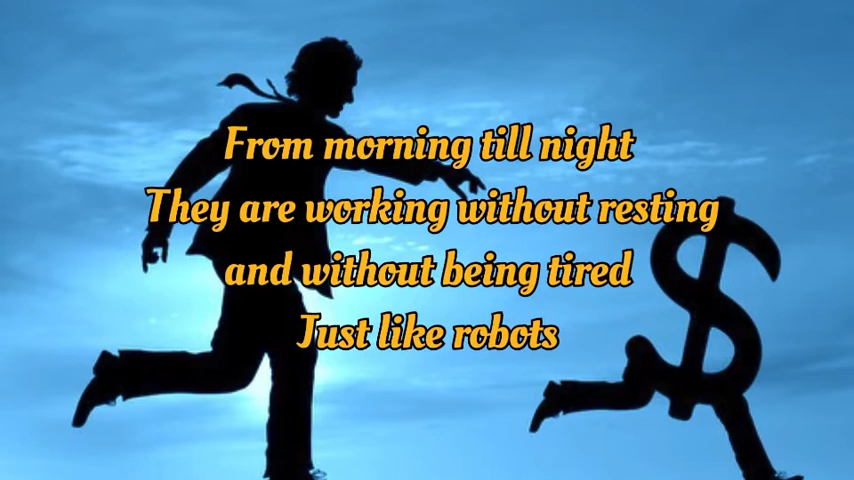 From morning till night
They are working without resting
and without being tired
Just like robots